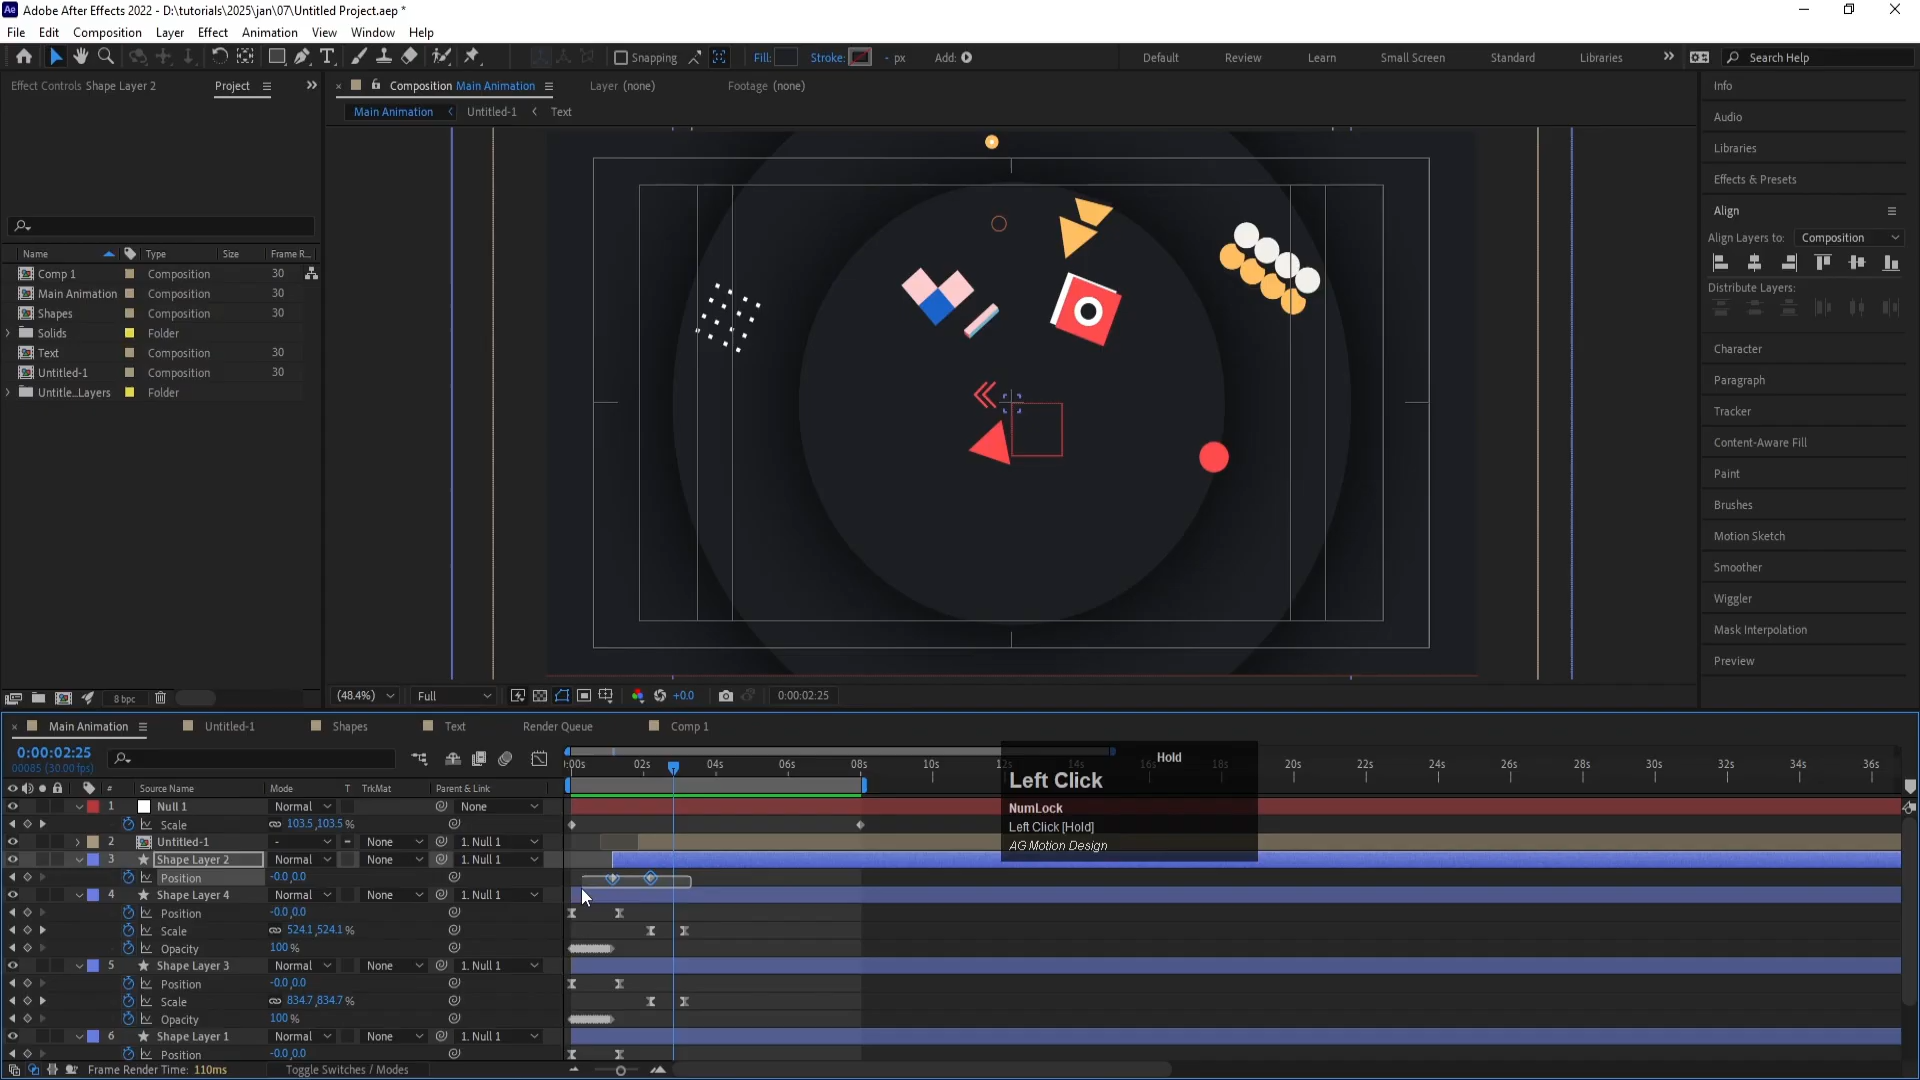 Adobe After Effects 2022 - D:\tutorials\2025\jan\07\Untitled Project.aep *
File Edit Composition Layer Effect Animation View Window Help
Snapping Fill: Stroke: - px Add: Default Review Learn Small Screen Standard Libraries Search Help
Effect Controls Shape Layer 2 Project
Composition Main Animation Layer (none) Footage (none)
Main Animation Untitled-1 Text
Name Type Size Frame R...
Comp 1 Composition 30
Main Animation Composition 30
Shapes Composition 30
Solids Folder
Text Composition 30
Untitled-1 Composition 30
Untitle...Layers Folder
8 bpc
(48.4%) Full +0.0 0:00:02:25
Info
Audio
Libraries
Effects & Presets
Align
Align Layers to: Composition
Distribute Layers:
Character
Paragraph
Tracker
Content-Aware Fill
Paint
Brushes
Motion Sketch
Smoother
Wiggler
Mask Interpolation
Preview
Main Animation Untitled-1 Shapes Text Render Queue Comp 1
0:00:02:25
00085 (30.00 fps)
:00s 02s 04s 06s 08s 10s 12s 14s 16s 18s 20s 22s 24s 26s 28s 30s 32s 34s 36s
# Source Name Mode T TrkMat Parent & Link
1 Null 1 Normal None
Scale 103.5,103.5%
2 Untitled-1 - None 1. Null 1
3 Shape Layer 2 Normal None 1. Null 1
Position -0.0,0.0
4 Shape Layer 4 Normal None 1. Null 1
Position -0.0,0.0
Scale 524.1,524.1%
Opacity 100%
5 Shape Layer 3 Normal None 1. Null 1
Position -0.0,0.0
Scale 834.7,834.7%
Opacity 100%
6 Shape Layer 1 Normal None 1. Null 1
Position -0.0,0.0
Frame Render Time: 110ms Toggle Switches / Modes
Hold
Left Click
NumLock
Left Click [Hold]
AG Motion Design